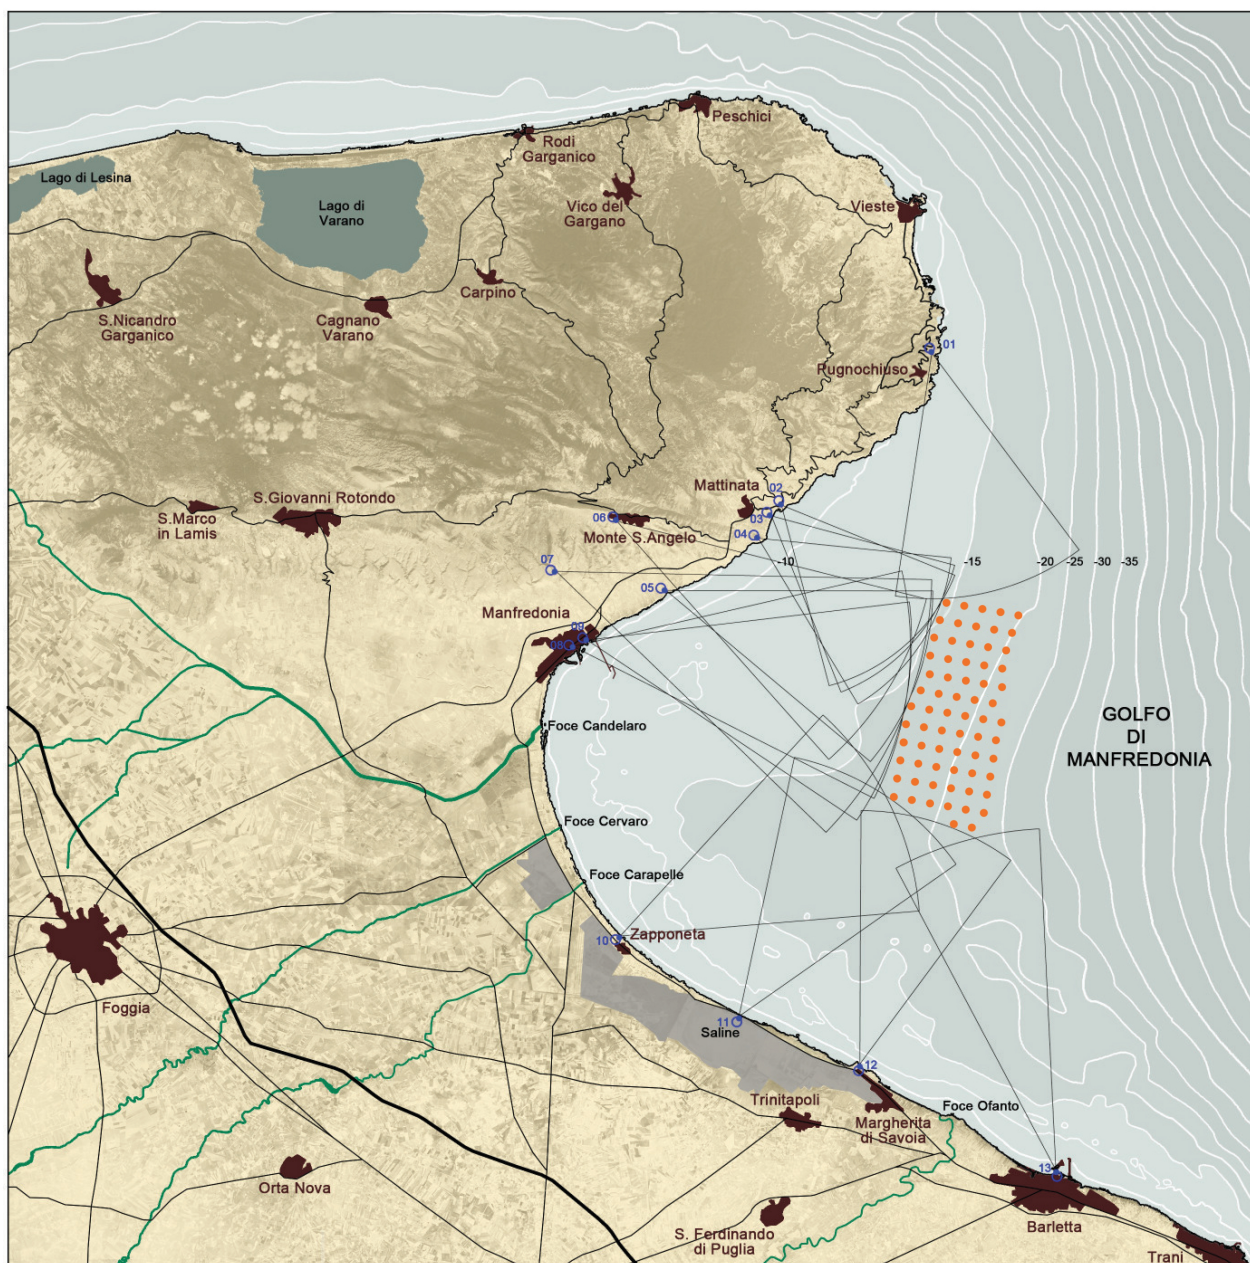 Peschici
Rodi
Garganico
Lago di Lesina
Vico del
Gargano
Lago di
Varano
Vieste
Carpino
S.Nicandro
Garganico
Cagnano
Varano
01
Pugnochiuso
Mattinata
02
S.Giovanni Rotondo
03
S.Marco
in Lamis
06
Monte S.Angelo
04
07
-10
-15
-20
-25
-30
-35
05
Manfredonia
09
08
GOLFO
DI
MANFREDONIA
Foce Candelaro
Foce Cervaro
Foce Carapelle
10
Zapponeta
Foggia
11
Saline
12
Trinitapoli
Margherita
di Savoia
Foce Ofanto
13
Orta Nova
S. Ferdinando
di Puglia
Barletta
Trani